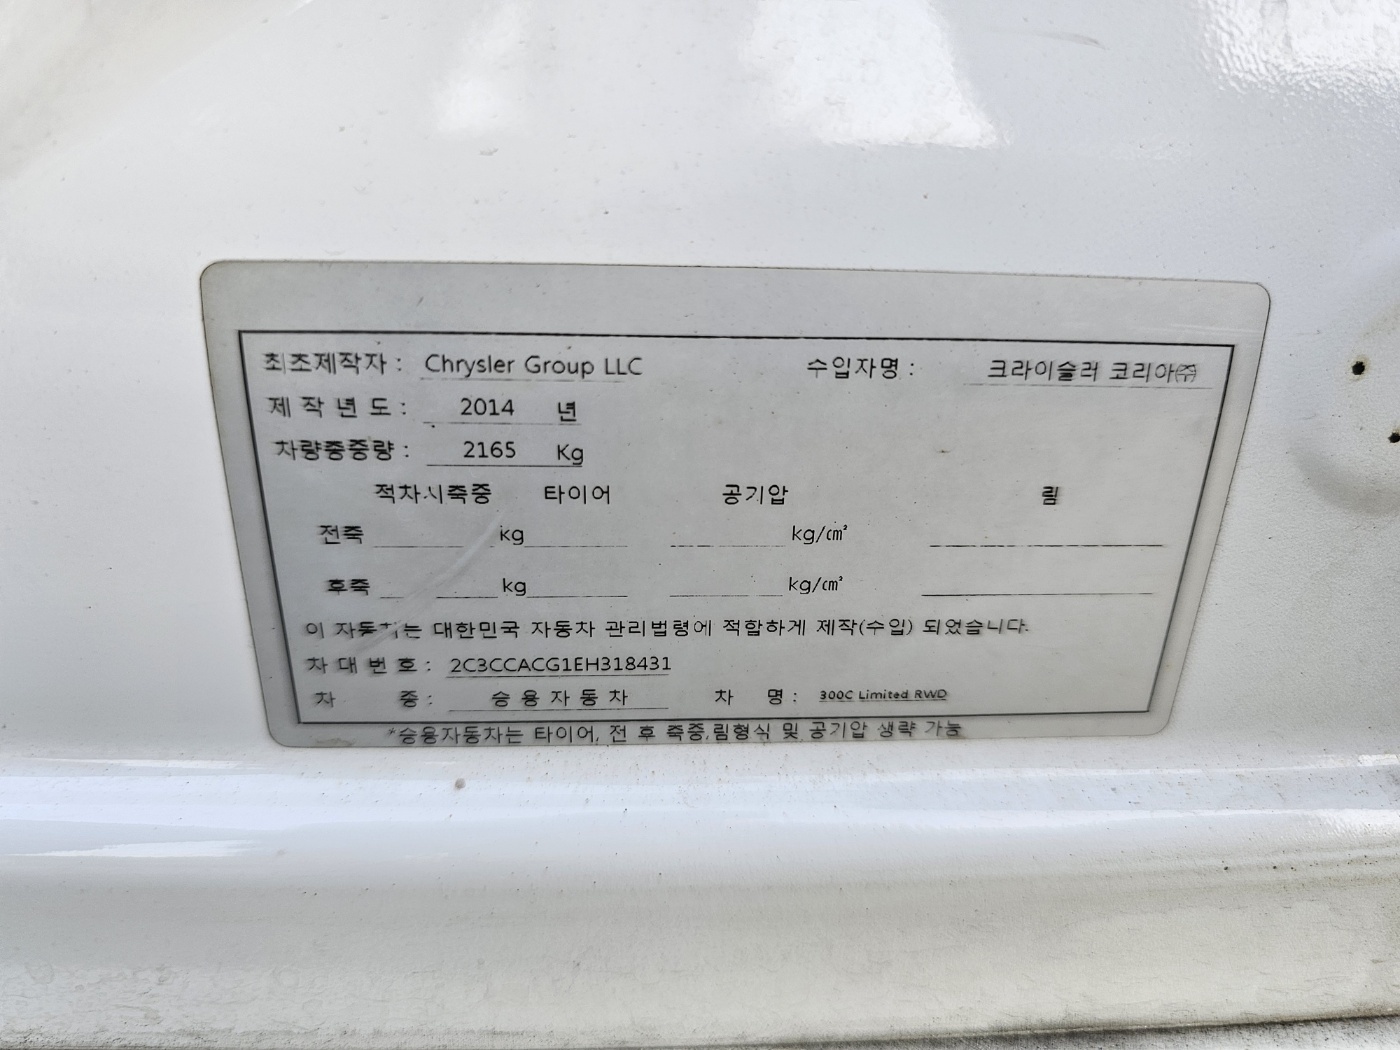 최초제작자 : Chrysler Group LLC 수입자명 : 크라이슬러 코리아㈜
제 작 년 도 : 2014 년
차량총중량 : 2165 Kg
적차시축중 타이어 공기압 림
전축 kg kg/㎠
후축 kg kg/㎠
이 자동차는 대한민국 자동차 관리법령에 적합하게 제작(수입) 되었습니다.
차 대 번 호 : 2C3CCACG1EH318431
차 종 : 승 용 자 동 차 차 명 : 300C Limited RWD
*승용자동차는 타이어, 전 후 축중,림형식 및 공기압 생략 가능